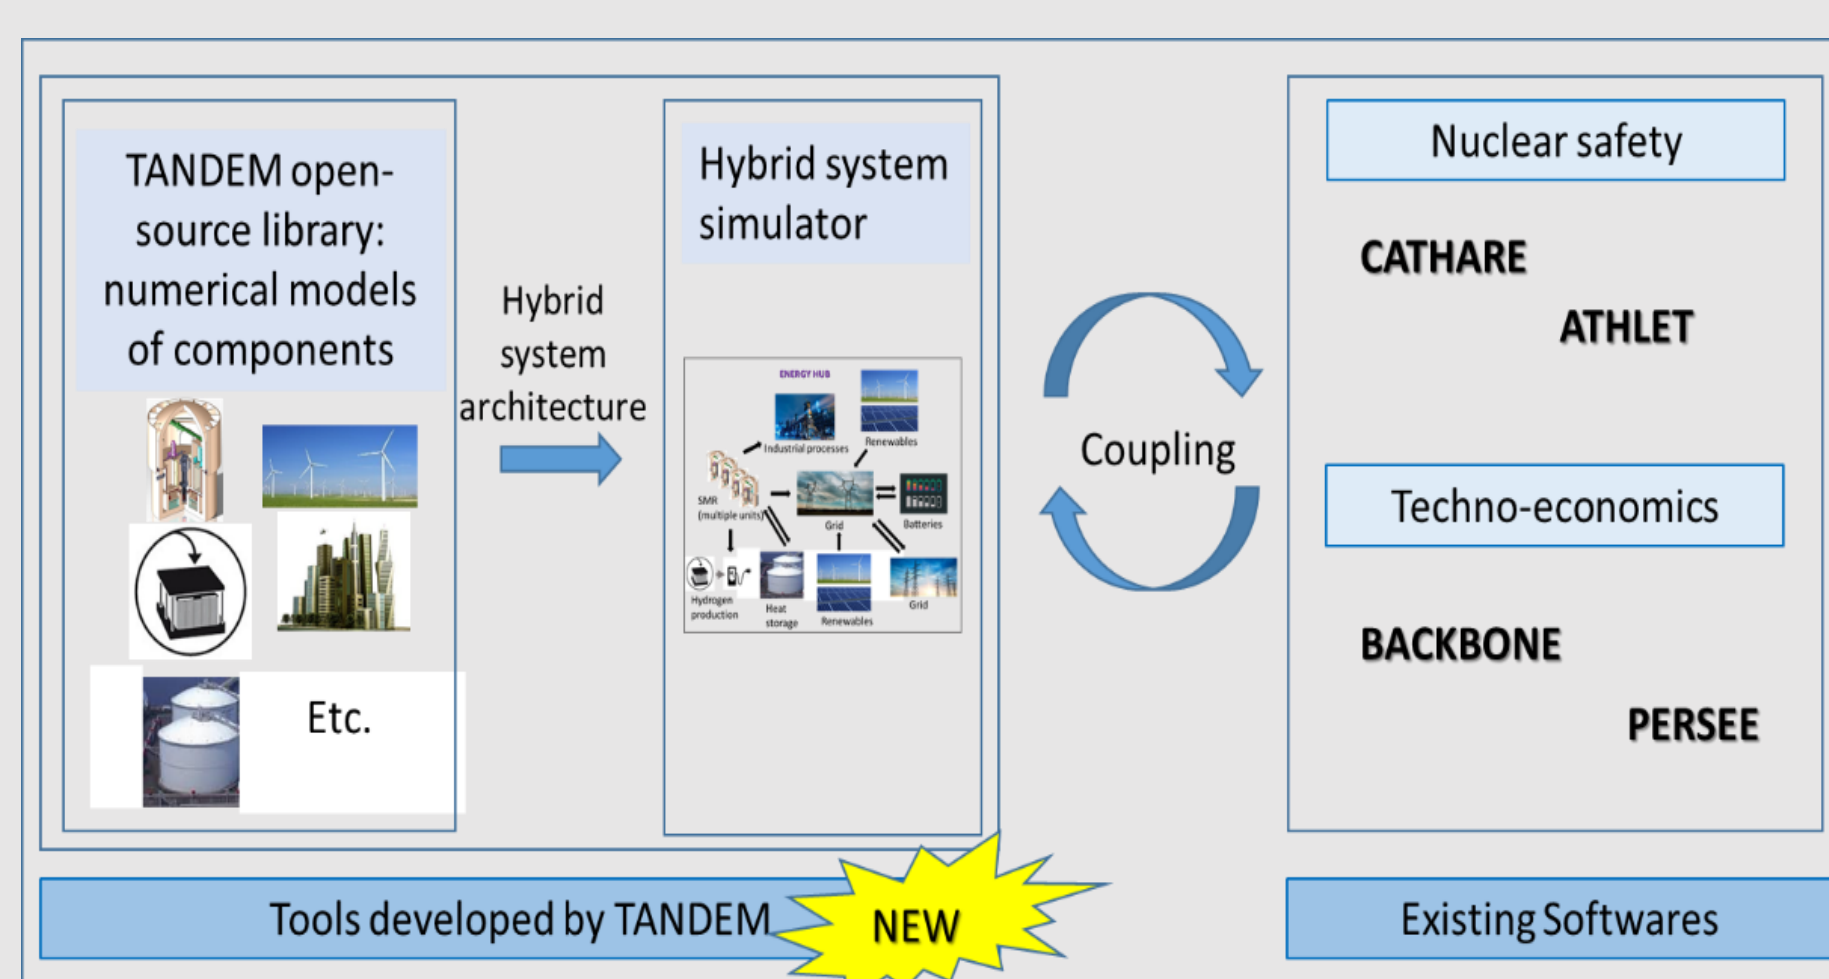 TANDEM open-
source library:
numerical models
of components
Etc.
Hybrid
system
architecture
Hybrid system
simulator
ENERGY HUB
Industrial processes
Renewables
SMR
(multiple units)
Grid
Batteries
Hydrogen
production
Heat
storage
Renewables
Grid
Coupling
Nuclear safety
CATHARE
ATHLET
Techno-economics
BACKBONE
PERSEE
Tools developed by TANDEM
NEW
Existing Softwares